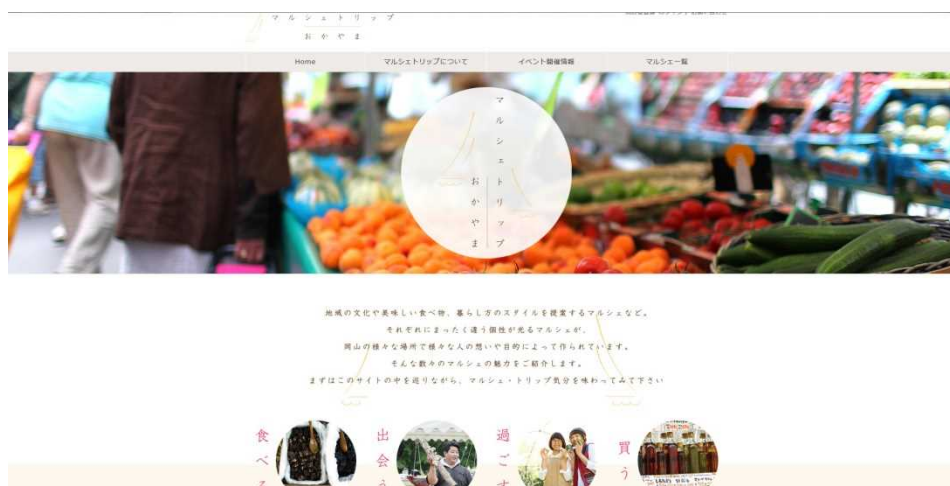 マルシェトリップ
おかやま
Home
マルシェトリップについて
イベント開催情報
マルシェ一覧
マルシェトリップ
おかやま
地域の文化や美味しい食べ物、暮らし方のスタイルを提案するマルシェなど。
それぞれにまったく違う個性が光るマルシェが、
岡山の様々な場所で様々な人の想いや目的によって作られています。
そんな数々のマルシェの魅力をご紹介します。
まずはこのサイトの中を巡りながら、マルシェ・トリップ気分を味わってみて下さい
食べる
出会う
過ごす
買う